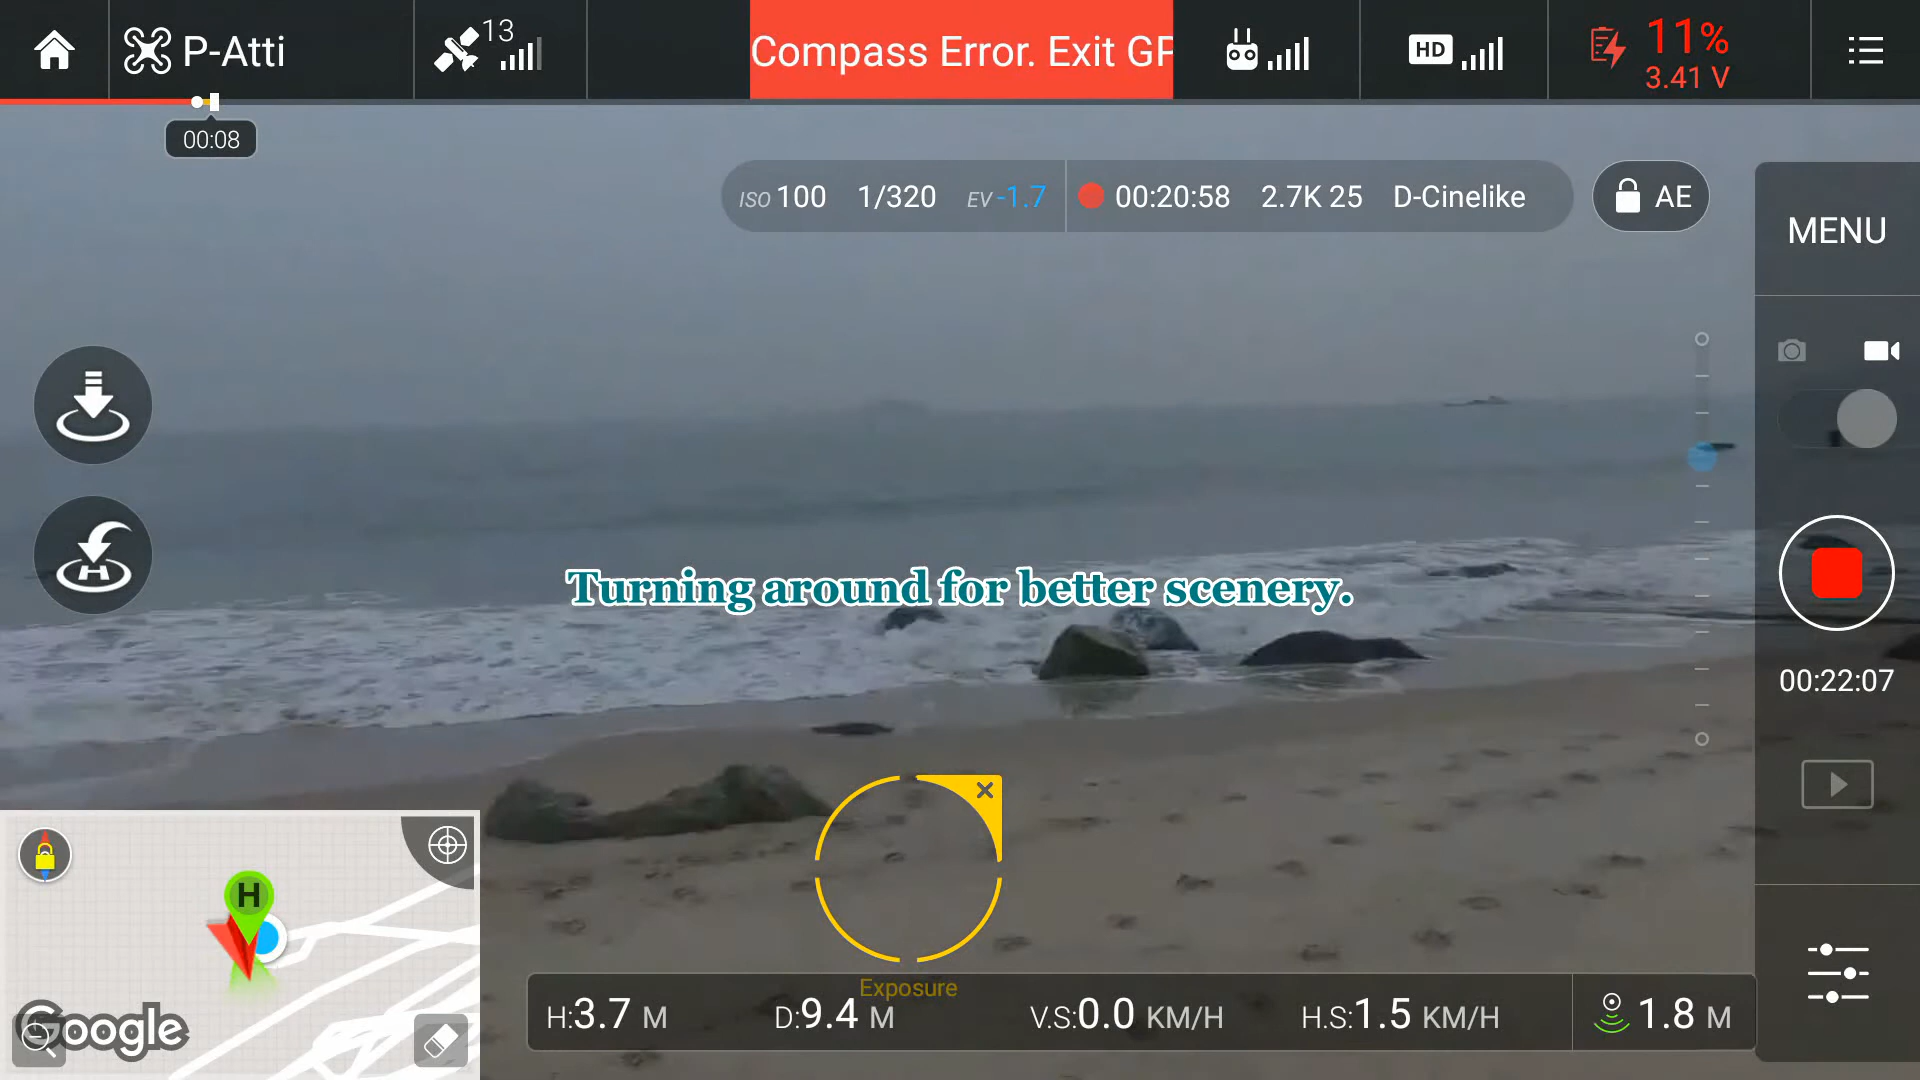 P-Atti
13
Compass Error. Exit GP
HD
11%
3.41 V
00:08
ISO 100 1/320 EV -1.7 00:20:58 2.7K 25 D-Cinelike
AE
MENU
Turning around for better scenery.
00:22:07
H
Google
Exposure
H:3.7 M D:9.4 M V.S:0.0 KM/H H.S:1.5 KM/H 1.8 M